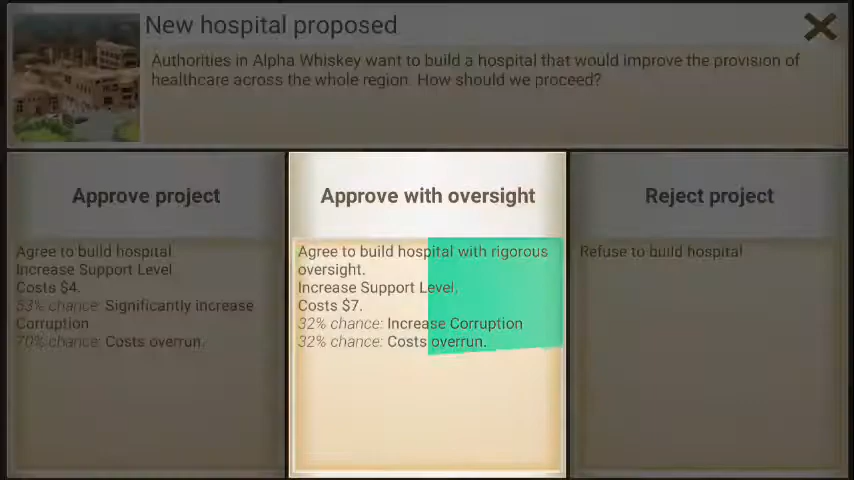 New hospital proposed
Authorities in Alpha Whiskey want to build a hospital that would improve the provision of
healthcare across the whole region. How should we proceed?
Approve project
Agree to build hospital.
Increase Support Level
Costs $4.
53% chance: Significantly increase
Corruption
70% chance: Costs overrun.
Approve with oversight
Agree to build hospital with rigorous
oversight.
Increase Support Level.
Costs $7.
32% chance: Increase Corruption
32% chance: Costs overrun.
Reject project
Refuse to build hospital